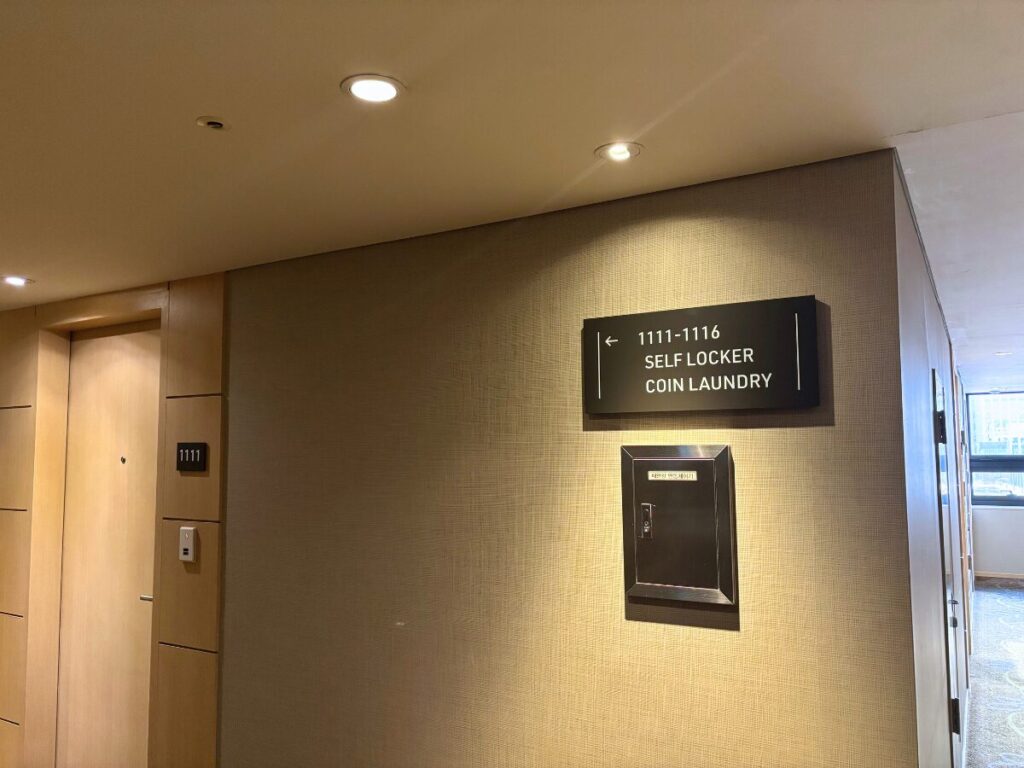 ← 1111-1116
SELF LOCKER
COIN LAUNDRY
1111